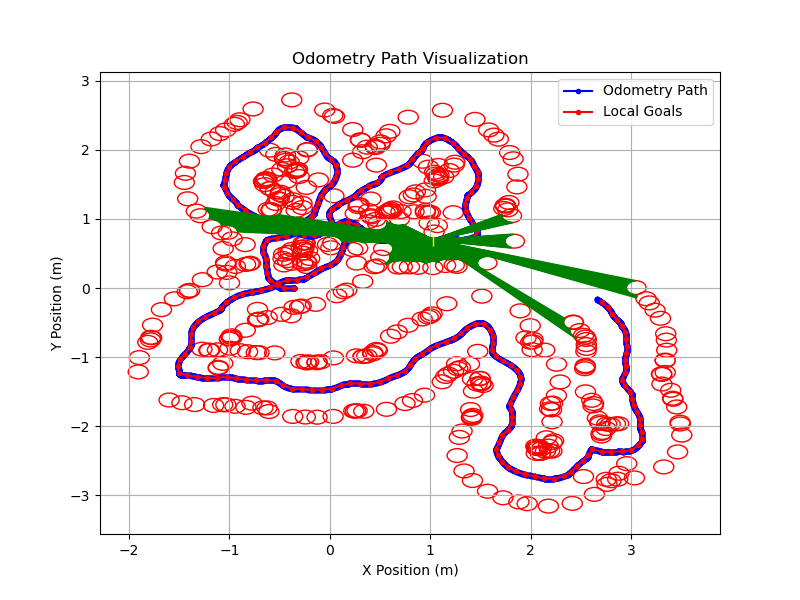 Odometry Path Visualization
Odometry Path
Local Goals
Y Position (m)
3
2
1
0
−1
−2
−3
−2
−1
0
1
2
3
X Position (m)